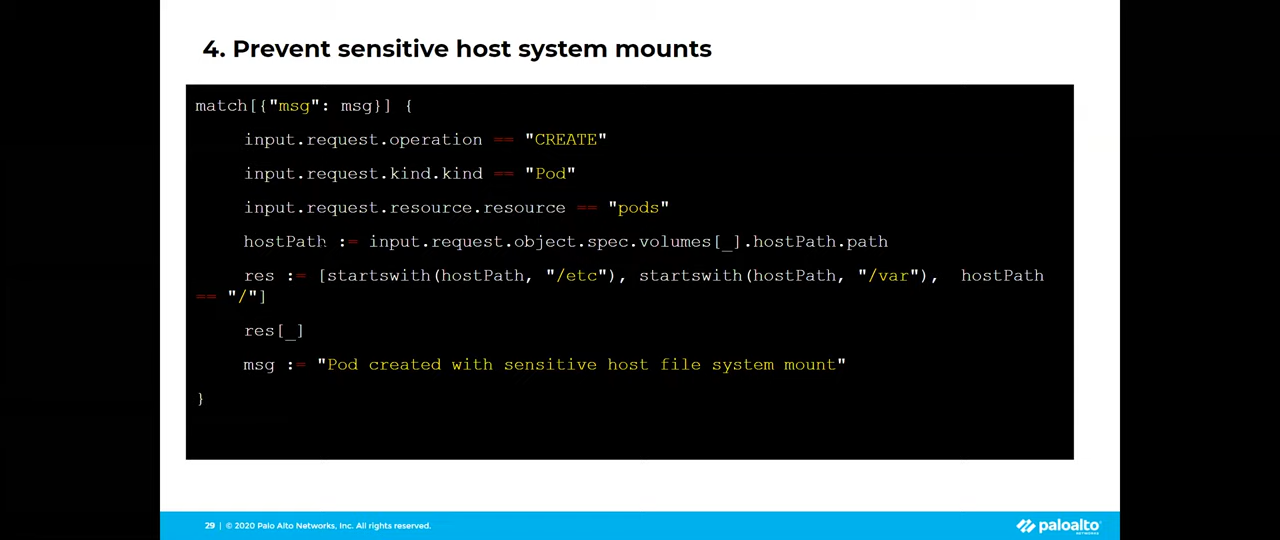 4. Prevent sensitive host system mounts
match[{"msg": msg}] {
input.request.operation == "CREATE"
input.request.kind.kind == "Pod"
input.request.resource.resource == "pods"
hostPath := input.request.object.spec.volumes[_].hostPath.path
res := [startswith(hostPath, "/etc"), startswith(hostPath, "/var"), hostPath
== "/"]
res[_]
msg := "Pod created with sensitive host file system mount"
}
29 | © 2020 Palo Alto Networks, Inc. All rights reserved.
paloalto
NETWORKS